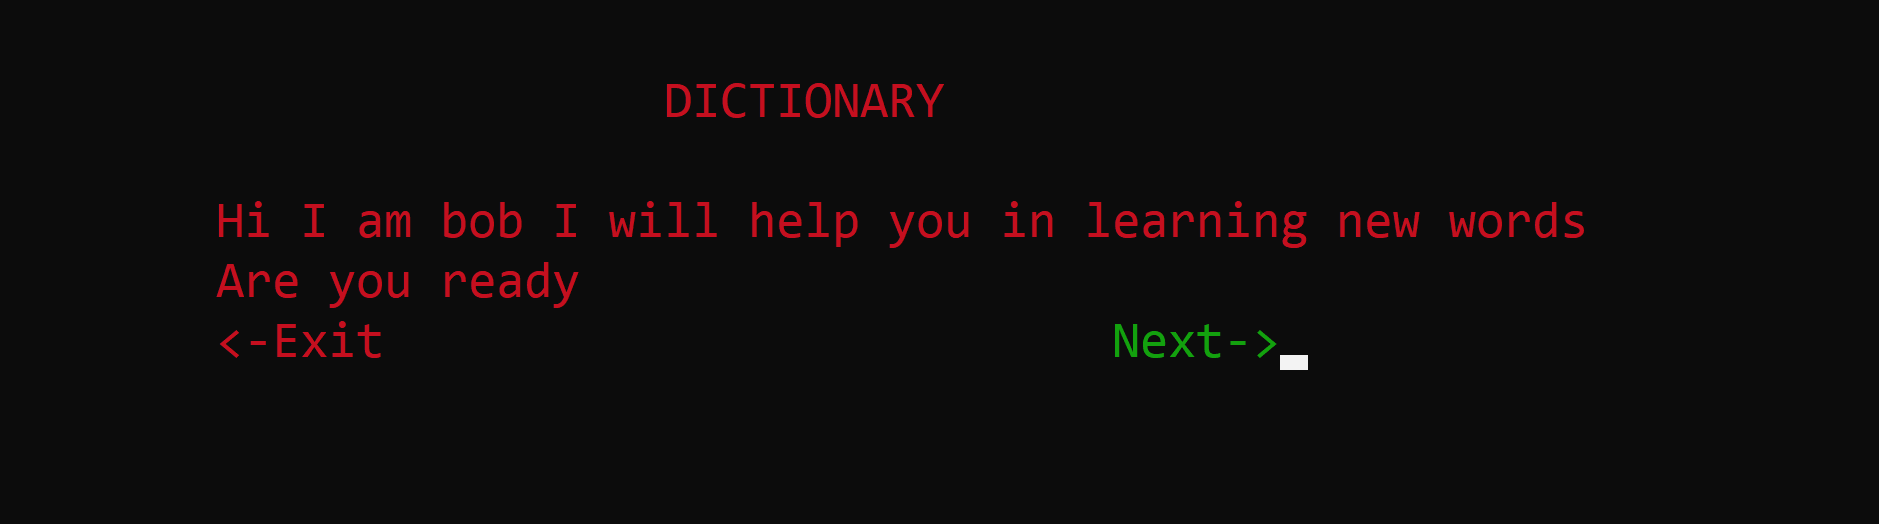 DICTIONARY
Hi I am bob I will help you in learning new words
Are you ready
<-Exit Next->